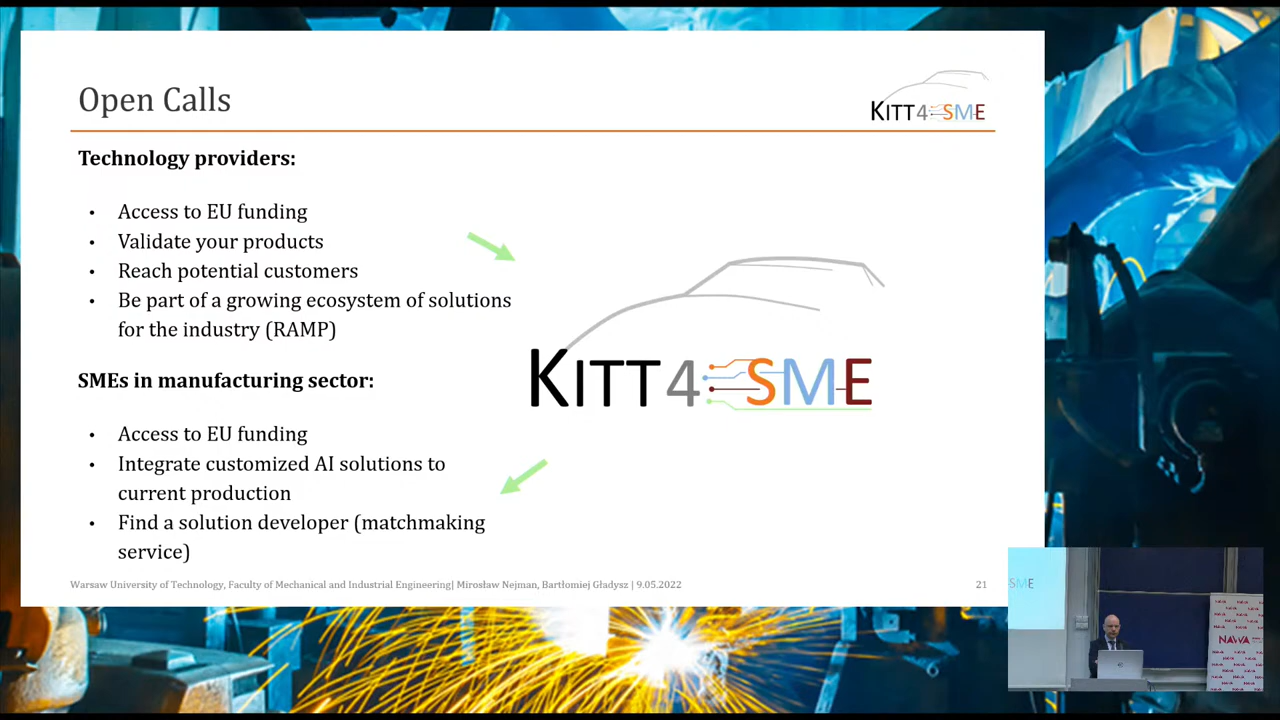 Open Calls
KITT4SME
Technology providers:
• Access to EU funding
• Validate your products
• Reach potential customers
• Be part of a growing ecosystem of solutions
for the industry (RAMP)
KITT4SME
SMEs in manufacturing sector:
• Access to EU funding
• Integrate customized AI solutions to
current production
• Find a solution developer (matchmaking
service)
Warsaw University of Technology, Faculty of Mechanical and Industrial Engineering| Mirosław Nejman, Bartłomiej Gładysz | 9.05.2022
21
SME
NAWA